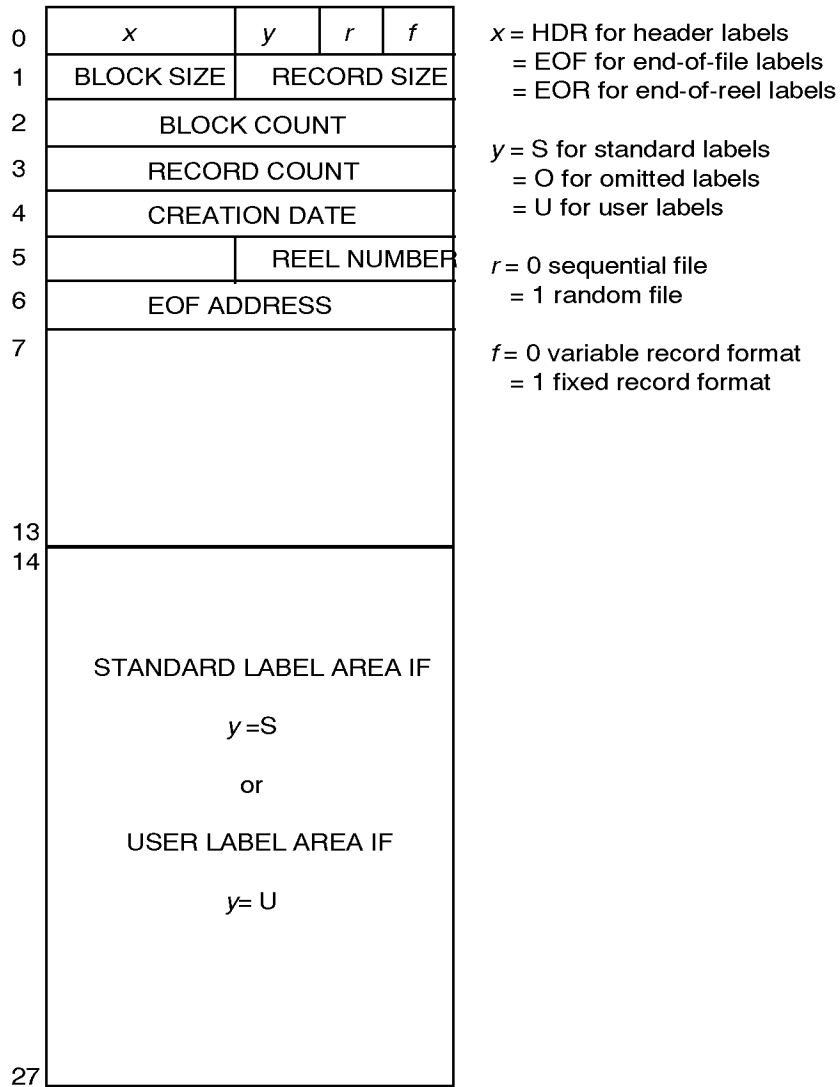 0 x y r f
1 BLOCK SIZE RECORD SIZE
2 BLOCK COUNT
3 RECORD COUNT
4 CREATION DATE
5 REEL NUMBER
6 EOF ADDRESS
7
13
14
STANDARD LABEL AREA IF
y =S
or
USER LABEL AREA IF
y= U
27
x = HDR for header labels
= EOF for end-of-file labels
= EOR for end-of-reel labels
y = S for standard labels
= O for omitted labels
= U for user labels
r = 0 sequential file
= 1 random file
f = 0 variable record format
= 1 fixed record format